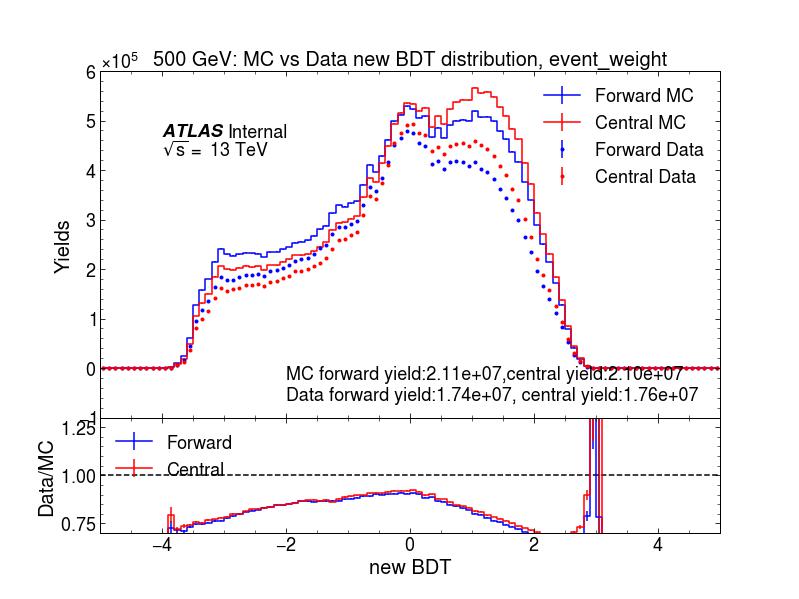 ×10⁵ 500 GeV: MC vs Data new BDT distribution, event_weight
6
5
4
3
2
1
0
−1
Yields
ATLAS Internal
√s = 13 TeV
Forward MC
Central MC
Forward Data
Central Data
MC forward yield:2.11e+07,central yield:2.10e+07
Data forward yield:1.74e+07, central yield:1.76e+07
1.25
1.00
0.75
Data/MC
Forward
Central
−4 −2 0 2 4
new BDT